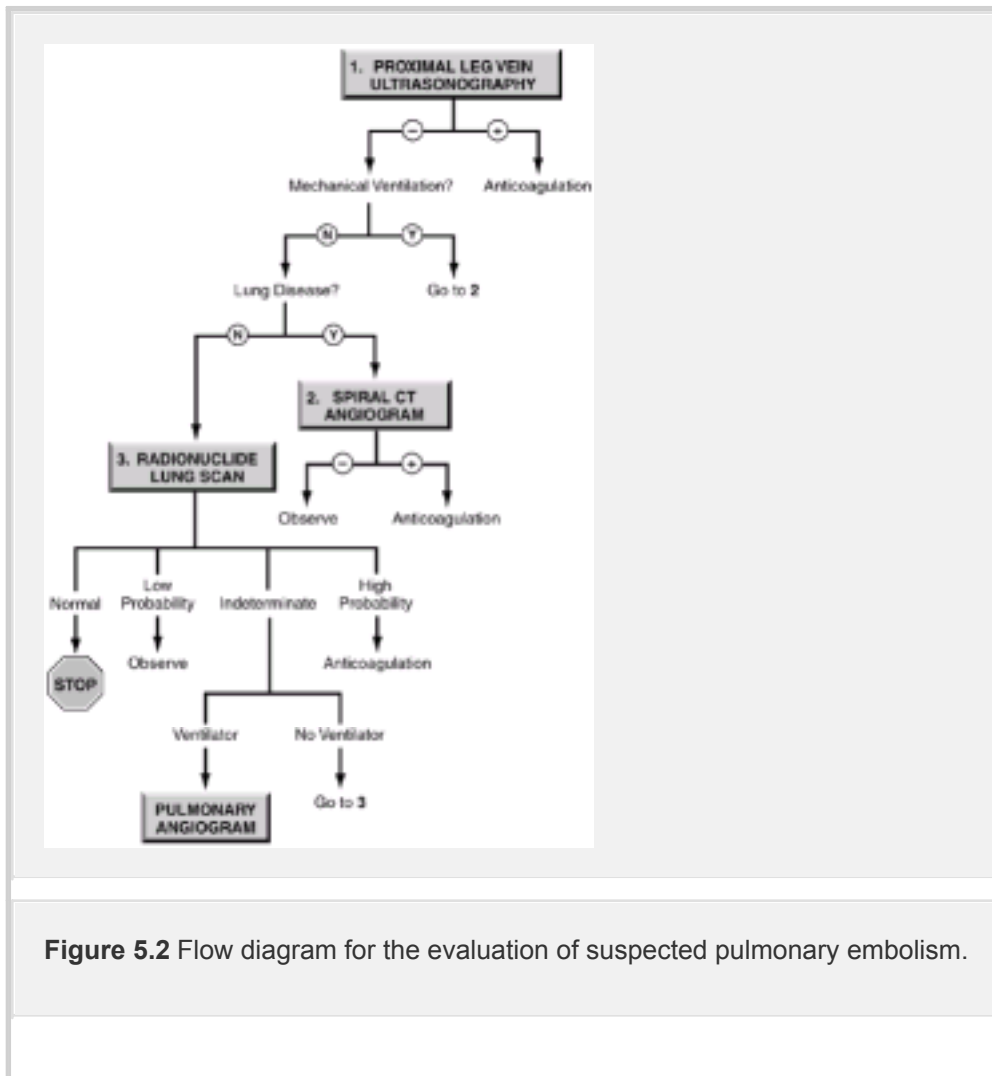 1. PROXIMAL LEG VEIN
ULTRASONOGRAPHY
−
+
Mechanical Ventilation?
Anticoagulation
N
Y
Lung Disease?
Go to 2
N
Y
2. SPIRAL CT
ANGIOGRAM
3. RADIONUCLIDE
LUNG SCAN
−
+
Observe
Anticoagulation
Normal
Low
Probability
Indeterminate
High
Probability
STOP
Observe
Anticoagulation
Ventilator
No Ventilator
PULMONARY
ANGIOGRAM
Go to 3
Figure 5.2 Flow diagram for the evaluation of suspected pulmonary embolism.